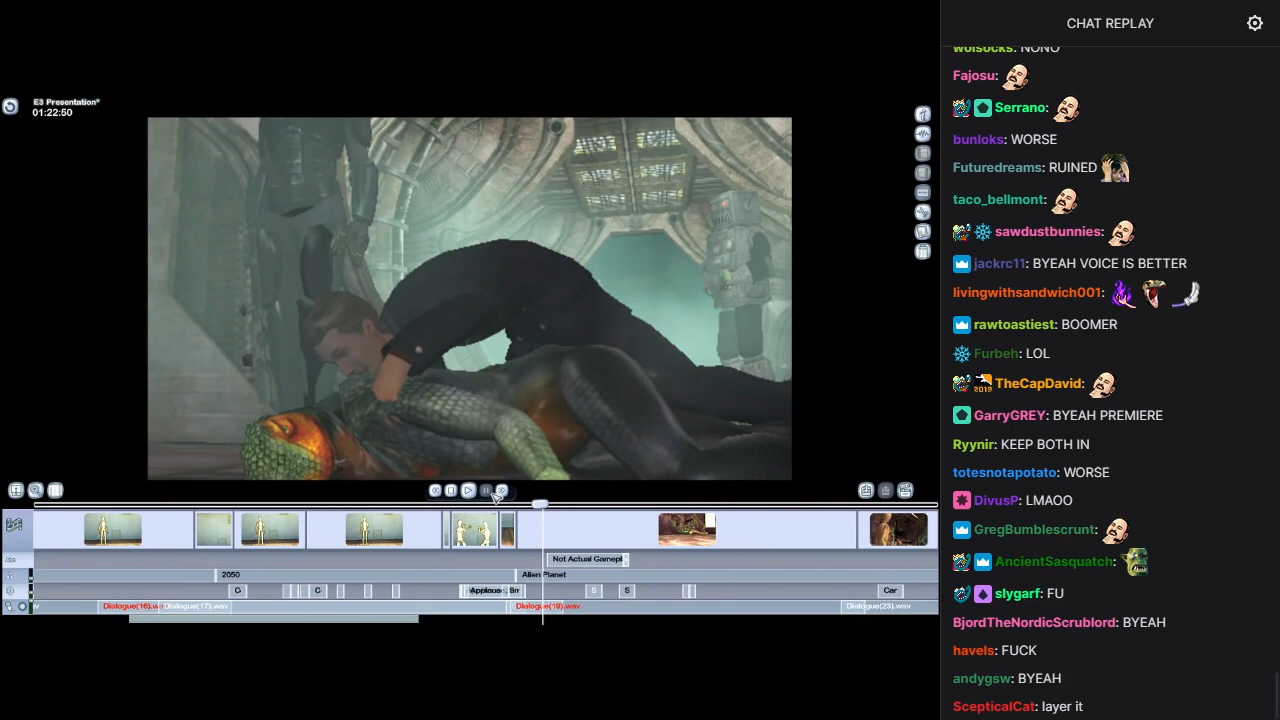 E3 Presentation*
01:22:50
Not Actual Gamepl
2050
Alien Planet
C
C
Applause
S
S
Car
Dialogue(16).w
Dialogue(17).wav
Dialogue(19).wav
Dialogue(23).wav
CHAT REPLAY
wolsocks: NONO
Fajosu:
Serrano:
bunloks: WORSE
Futuredreams: RUINED
taco_bellmont:
sawdustbunnies:
jackrc11: BYEAH VOICE IS BETTER
livingwithsandwich001:
rawtoastiest: BOOMER
Furbeh: LOL
2019 TheCapDavid:
GarryGREY: BYEAH PREMIERE
Ryynir: KEEP BOTH IN
totesnotapotato: WORSE
DivusP: LMAOO
GregBumblescrunt:
AncientSasquatch:
slygarf: FU
BjordTheNordicScrublord: BYEAH
havels: FUCK
andygsw: BYEAH
ScepticalCat: layer it